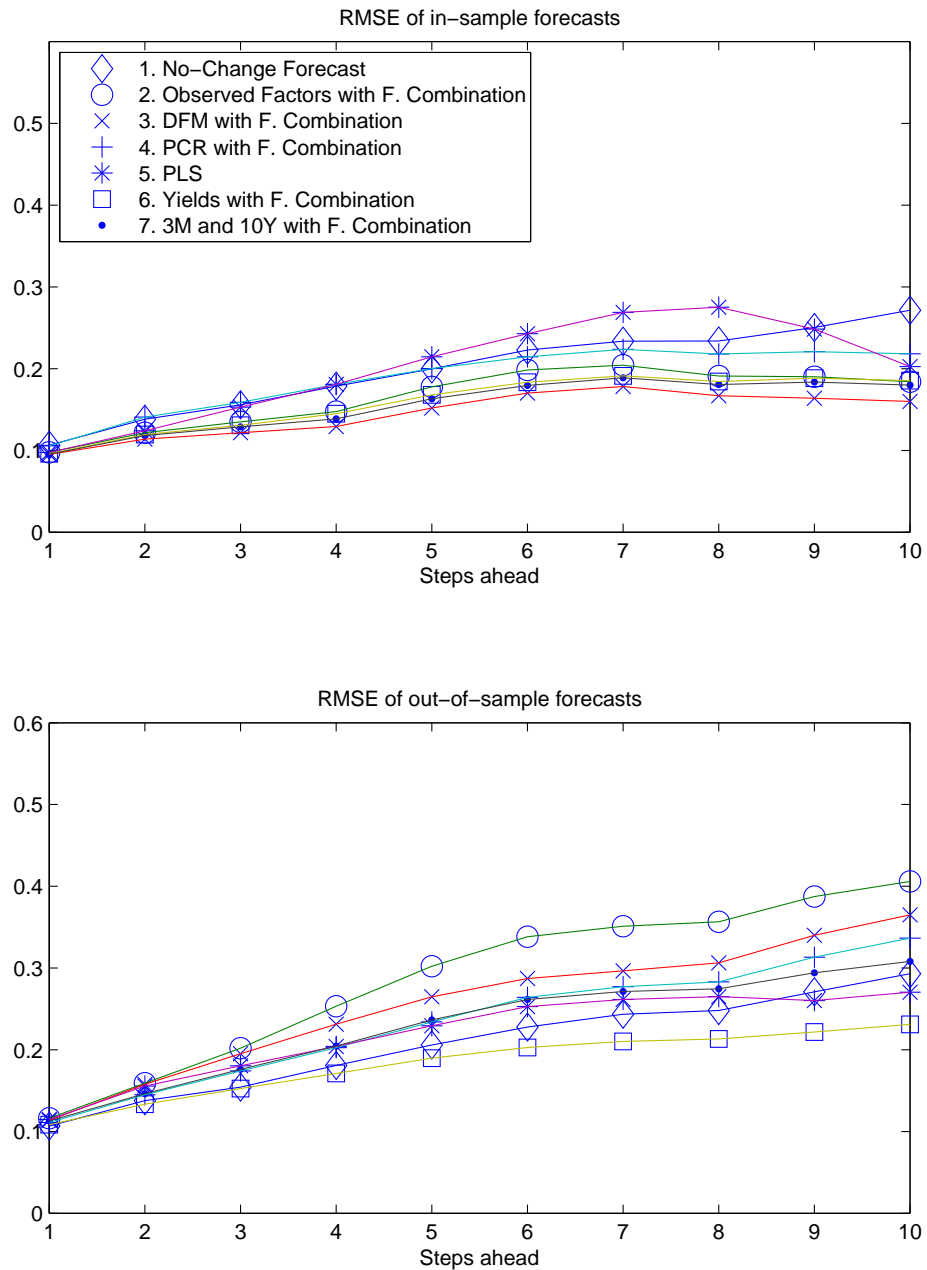 RMSE of in−sample forecasts
1. No−Change Forecast
2. Observed Factors with F. Combination
3. DFM with F. Combination
4. PCR with F. Combination
5. PLS
6. Yields with F. Combination
7. 3M and 10Y with F. Combination
0.5
0.4
0.3
0.2
0.1
0
1 2 3 4 5 6 7 8 9 10
Steps ahead
RMSE of out−of−sample forecasts
0.6
0.5
0.4
0.3
0.2
0.1
0
1 2 3 4 5 6 7 8 9 10
Steps ahead